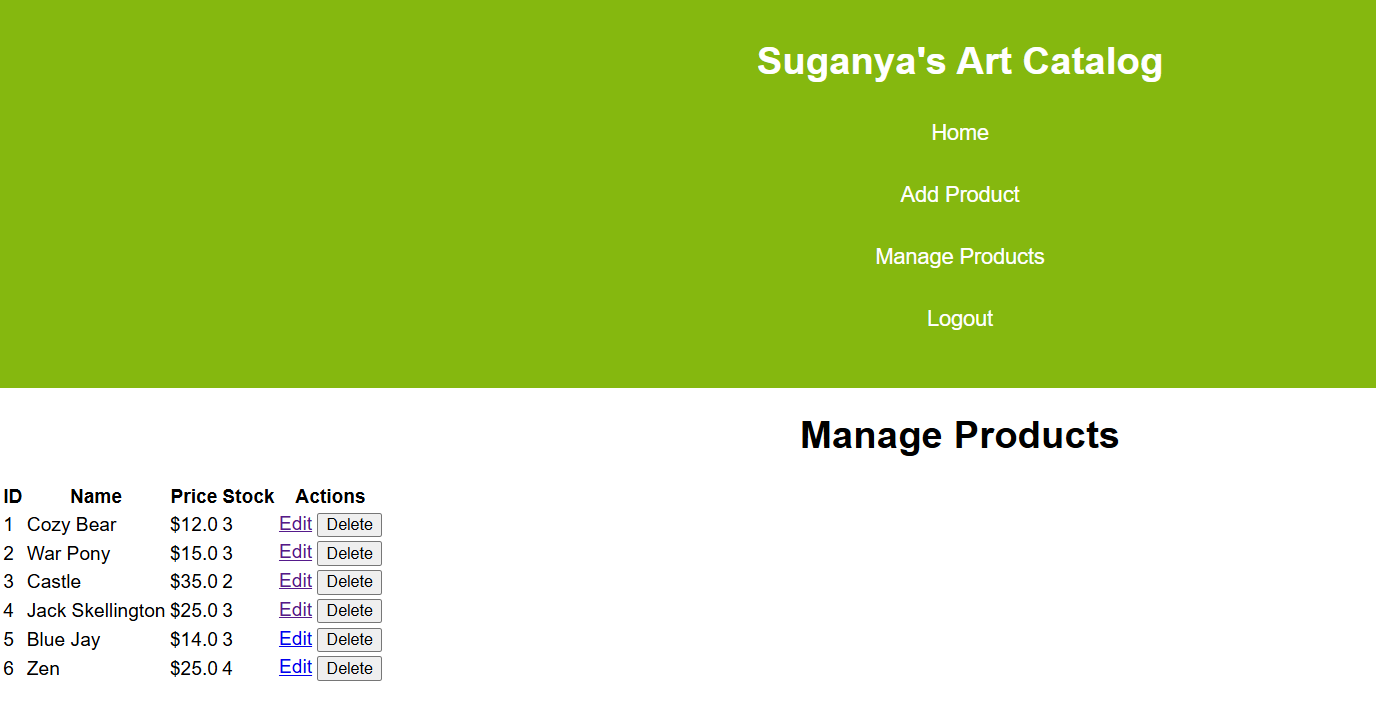 Suganya's Art Catalog
Home
Add Product
Manage Products
Logout
Manage Products
ID Name Price Stock Actions
1 Cozy Bear $12.0 3 Edit Delete
2 War Pony $15.0 3 Edit Delete
3 Castle $35.0 2 Edit Delete
4 Jack Skellington $25.0 3 Edit Delete
5 Blue Jay $14.0 3 Edit Delete
6 Zen $25.0 4 Edit Delete